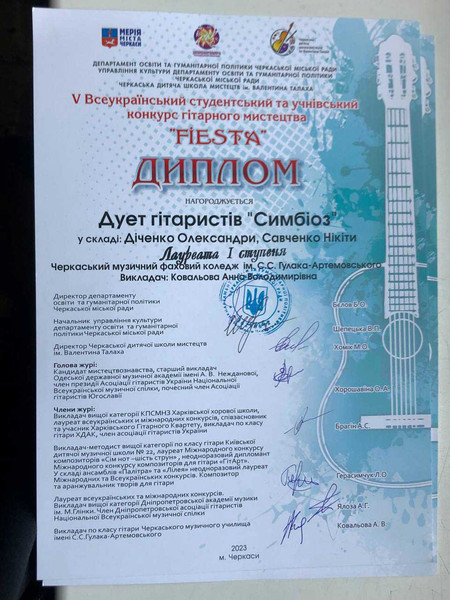 МЕРІЯ
МІСТА
ЧЕРКАСИ
ДЕПАРТАМЕНТ ОСВІТИ ТА ГУМАНІТАРНОЇ ПОЛІТИКИ ЧЕРКАСЬКОЇ МІСЬКОЇ РАДИ
УПРАВЛІННЯ КУЛЬТУРИ ДЕПАРТАМЕНТУ ОСВІТИ ТА ГУМАНІТАРНОЇ ПОЛІТИКИ
ЧЕРКАСЬКОЇ МІСЬКОЇ РАДИ
ЧЕРКАСЬКА ДИТЯЧА ШКОЛА МИСТЕЦТВ ім. ВАЛЕНТИНА ТАЛАХА
V Всеукраїнський студентський та учнівський
конкурс гітарного мистецтва
"FIESTA"
ДИПЛОМ
НАГОРОДЖУЄТЬСЯ
Дует гітаристів "Симбіоз"
у складі: Діченко Олександри, Савченко Нікіти
Лауреата І ступеня
Черкаський музичний фаховий коледж ім. С.С. Гулака-Артемовського
Викладач: Ковальова Анна Володимирівна
Директор департаменту
освіти та гуманітарної політики
Черкаської міської ради
Бєлов Б.О.
Начальник управління культури
департаменту освіти та гуманітарної
політики Черкаської міської ради
Шепецька В.П.
Директор Черкаської дитячої школи мистецтв
ім. Валентина Талаха
Хомік М.О.
Голова журі:
Кандидат мистецтвознавства, старший викладач
Одеської державної музичної академії імені А. В. Нежданової,
член президії Асоціації гітаристів України Національної
Всеукраїнської музичної спілки, почесний член Асоціації
гітаристів Югославії
Хорошавіна О. А.
Члени журі:
Викладач вищої категорії КПСМНЗ Харківської хорової школи,
лауреат всеукраїнських и міжнародних конкурсів, співзасновник
та учасник Харківського Гітарного Квартету, викладач по класу
гітари ХДАК, член асоціації гітаристів України
Брагін А.С.
Викладач-методист вищої категорії по класу гітари Київської
дитячої музичної школи № 22, лауреат Міжнародного конкурсу
композиторів «Сім нот –шість струн» , неодноразовий дипломант
Міжнародного конкурсу композиторів для гітари «ГітАрт».
У складі ансамблів «Палітра» та «Лілея» неодноразовий лауреат
Міжнародних та Всеукраїнських конкурсів. Композитор
та аранжувальник творів для гітари
Герасимчук Л.О
Лауреат Всеукраїнських та міжнародних конкурсів.
Викладач вищої категорії Дніпропетровської академії музики
ім. М.Глінки. Член Дніпропетровської асоціації гітаристів
Національної Всеукраїнської музичної спілки
Ялоза А.Г.
Викладач по класу гітари Черкаського музичного училища
імені С.С.Гулака-Артемовського
Ковальова А. В
2023
м. Черкаси